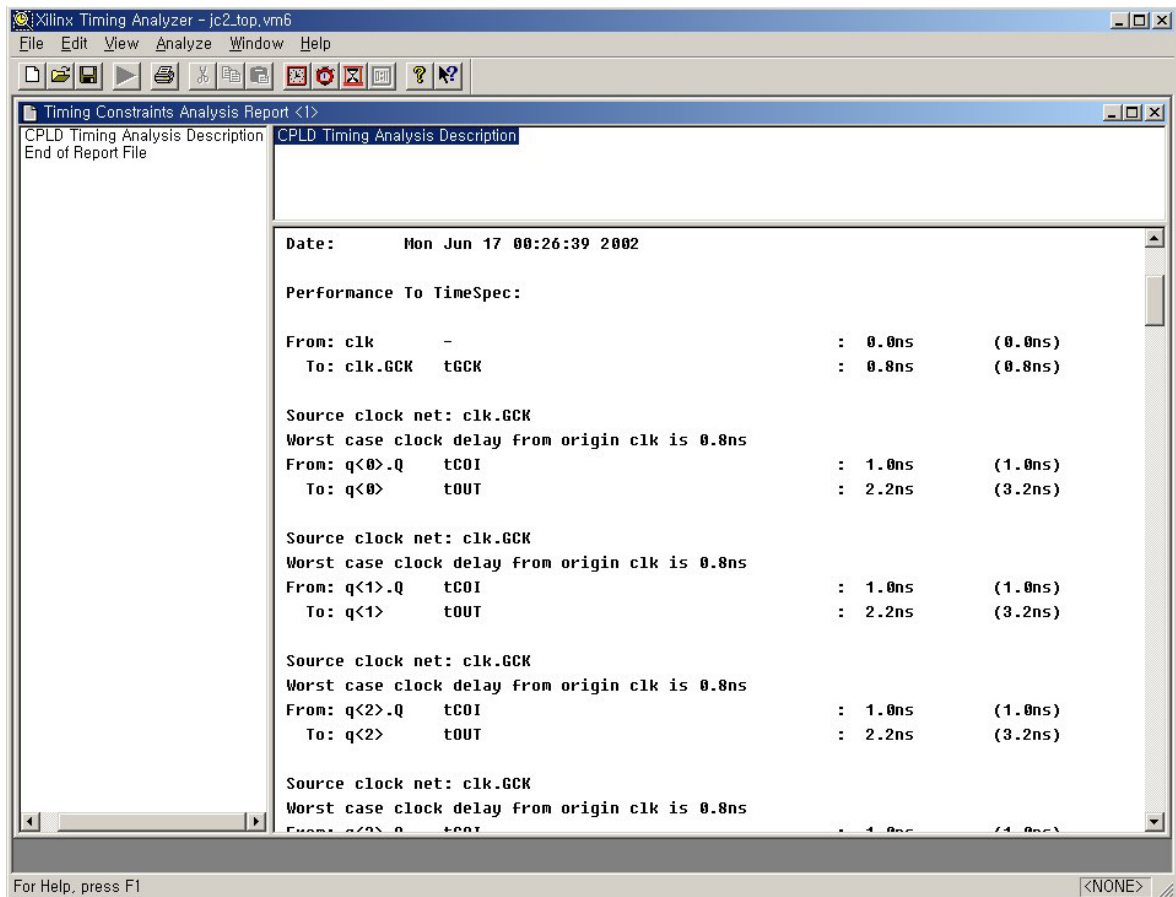 Xilinx Timing Analyzer - jc2_top.vm6
File Edit View Analyze Window Help
Timing Constraints Analysis Report <1>
CPLD Timing Analysis Description
End of Report File
CPLD Timing Analysis Description
Date: Mon Jun 17 00:26:39 2002
Performance To TimeSpec:
From: clk - : 0.0ns (0.0ns)
To: clk.GCK tGCK : 0.8ns (0.8ns)
Source clock net: clk.GCK
Worst case clock delay from origin clk is 0.8ns
From: q<0>.Q tCOI : 1.0ns (1.0ns)
To: q<0> tOUT : 2.2ns (3.2ns)
Source clock net: clk.GCK
Worst case clock delay from origin clk is 0.8ns
From: q<1>.Q tCOI : 1.0ns (1.0ns)
To: q<1> tOUT : 2.2ns (3.2ns)
Source clock net: clk.GCK
Worst case clock delay from origin clk is 0.8ns
From: q<2>.Q tCOI : 1.0ns (1.0ns)
To: q<2> tOUT : 2.2ns (3.2ns)
Source clock net: clk.GCK
Worst case clock delay from origin clk is 0.8ns
For Help, press F1
<NONE>